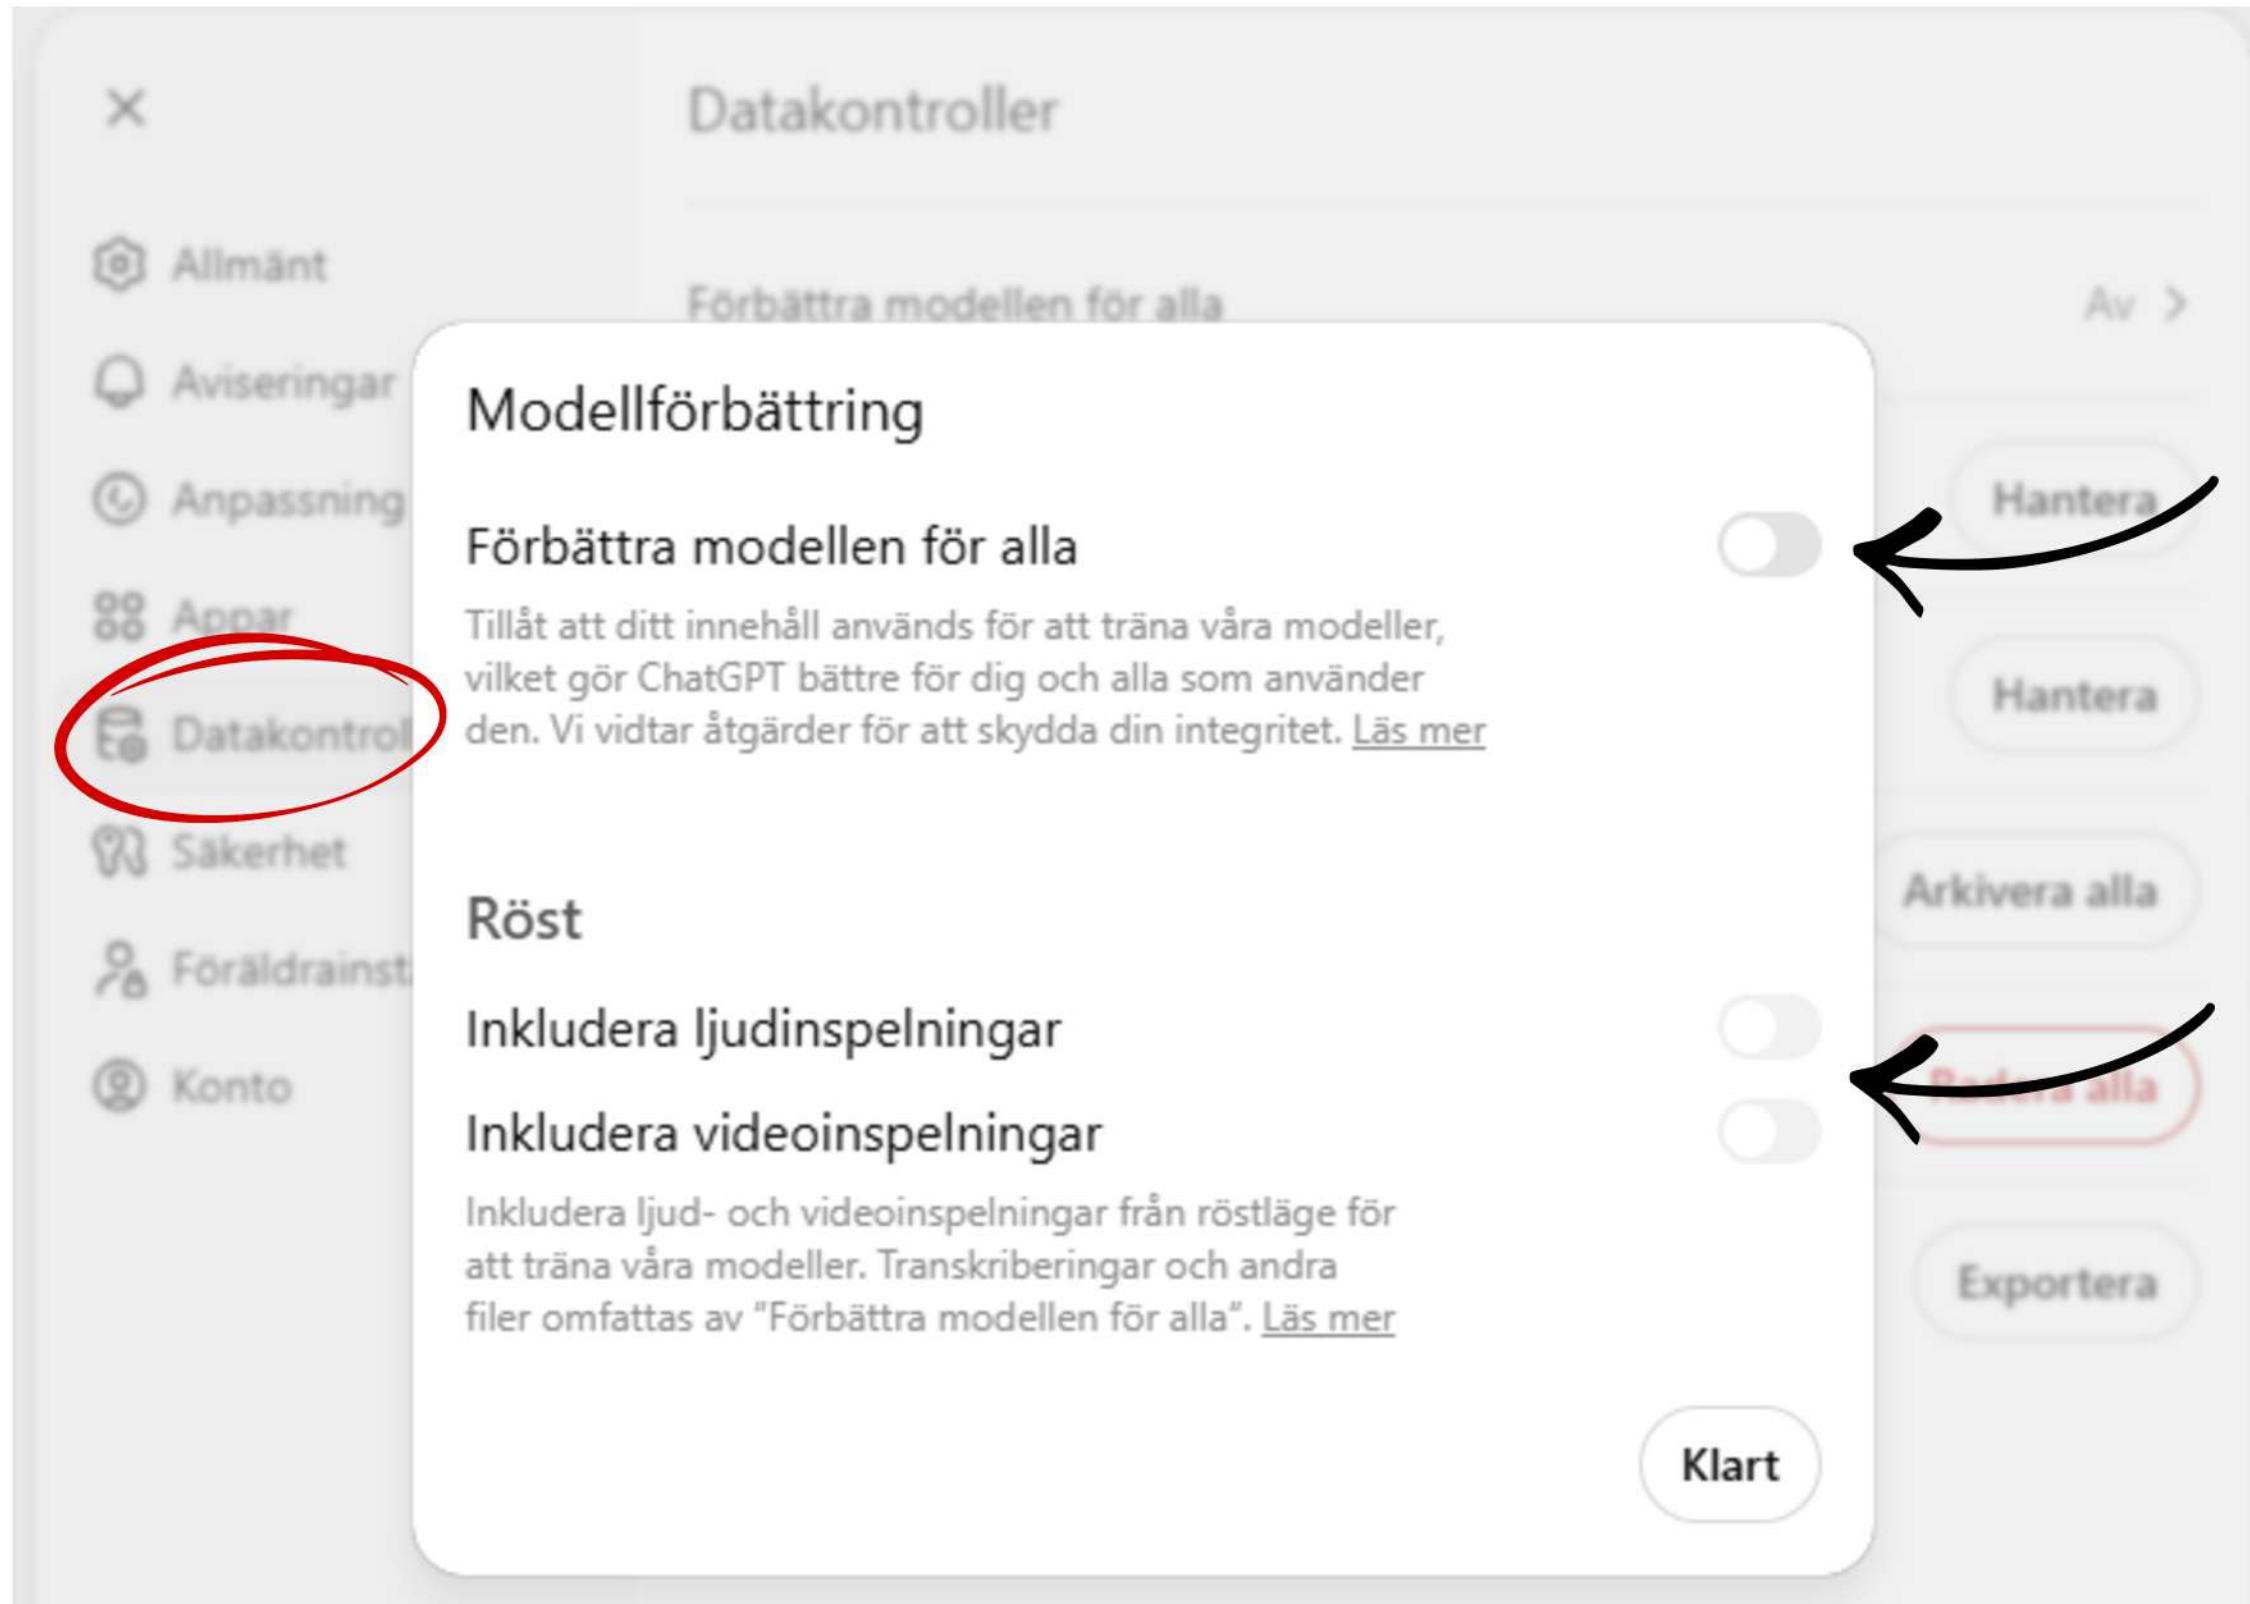 Datakontroller
Allmänt
Aviseringar
Anpassning
Appar
Datakontrol
Säkerhet
Föräldrainst
Konto
Förbättra modellen för alla
Av
Hantera
Hantera
Arkivera alla
Radera alla
Exportera
Modellförbättring
Förbättra modellen för alla
Tillåt att ditt innehåll används för att träna våra modeller,
vilket gör ChatGPT bättre för dig och alla som använder
den. Vi vidtar åtgärder för att skydda din integritet. Läs mer
Röst
Inkludera ljudinspelningar
Inkludera videoinspelningar
Inkludera ljud- och videoinspelningar från röstläge för
att träna våra modeller. Transkriberingar och andra
filer omfattas av "Förbättra modellen för alla". Läs mer
Klart